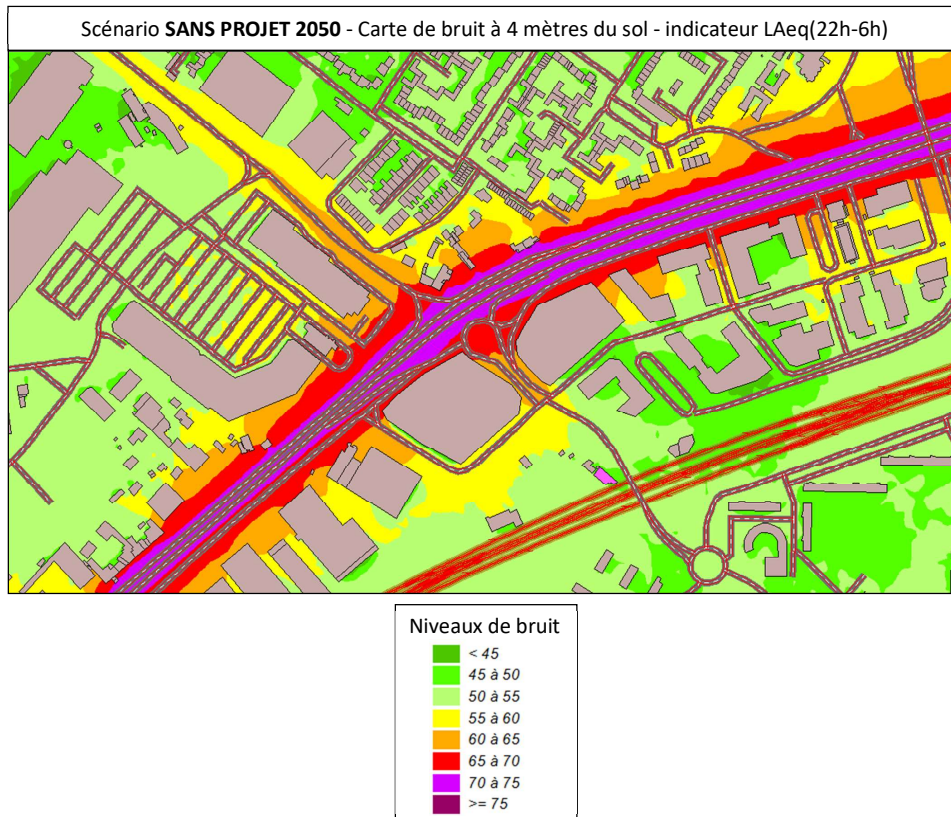 Scénario SANS PROJET 2050 - Carte de bruit à 4 mètres du sol - indicateur LAeq(22h-6h)
Niveaux de bruit
< 45
45 à 50
50 à 55
55 à 60
60 à 65
65 à 70
70 à 75
>= 75